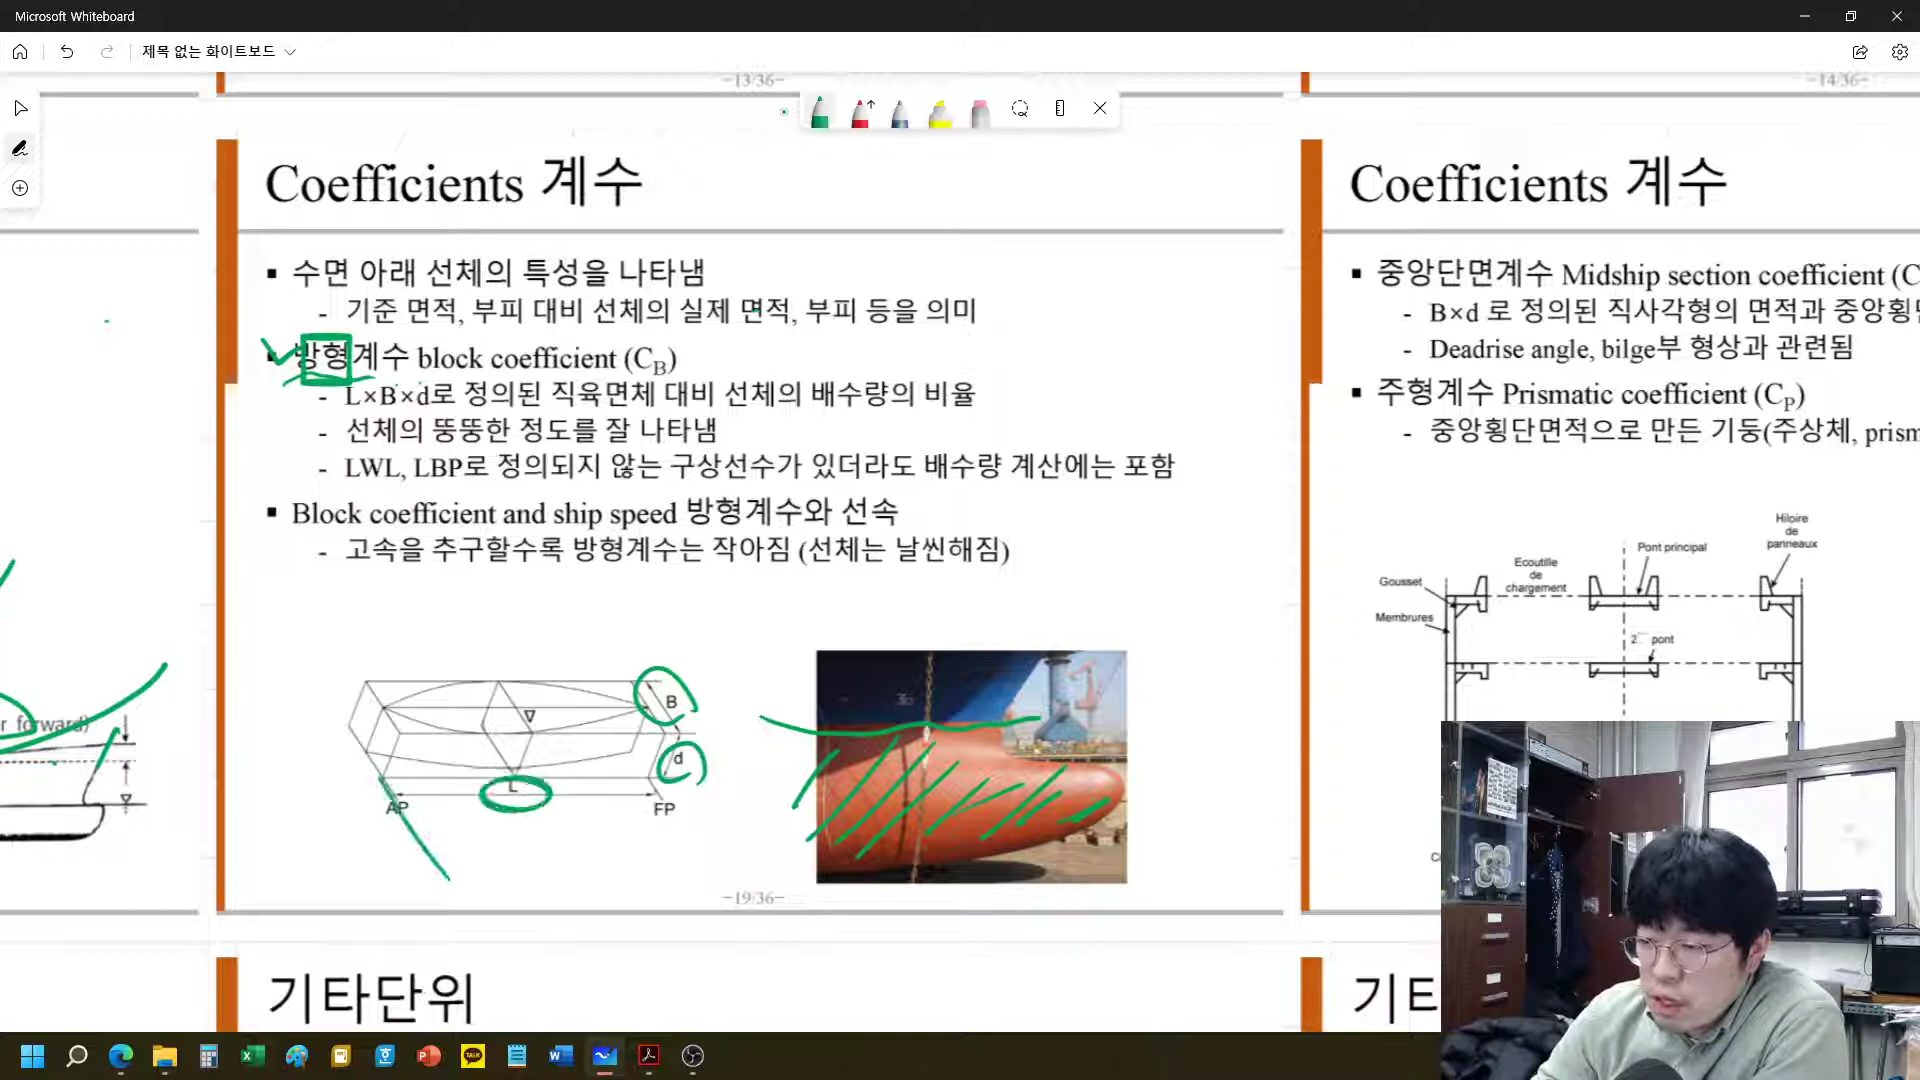 Microsoft Whiteboard
제목 없는 화이트보드
-13/36-
-14/36-
Coefficients 계수
▪ 수면 아래 선체의 특성을 나타냄
- 기준 면적, 부피 대비 선체의 실제 면적, 부피 등을 의미
▪ 방형계수 block coefficient (CB)
- L×B×d로 정의된 직육면체 대비 선체의 배수량의 비율
- 선체의 뚱뚱한 정도를 잘 나타냄
- LWL, LBP로 정의되지 않는 구상선수가 있더라도 배수량 계산에는 포함
▪ Block coefficient and ship speed 방형계수와 선속
- 고속을 추구할수록 방형계수는 작아짐 (선체는 날씬해짐)
B
∇
d
L
AP
FP
-19/36-
r forward)
Coefficients 계수
▪ 중앙단면계수 Midship section coefficient (C
- B×d 로 정의된 직사각형의 면적과 중앙횡단
- Deadrise angle, bilge부 형상과 관련됨
▪ 주형계수 Prismatic coefficient (CP)
- 중앙횡단면적으로 만든 기둥(주상체, prism
Hiloire
de
panneaux
Pont principal
Ecoutille
de
chargement
Gousset
Membrures
pont
기타단위
기타